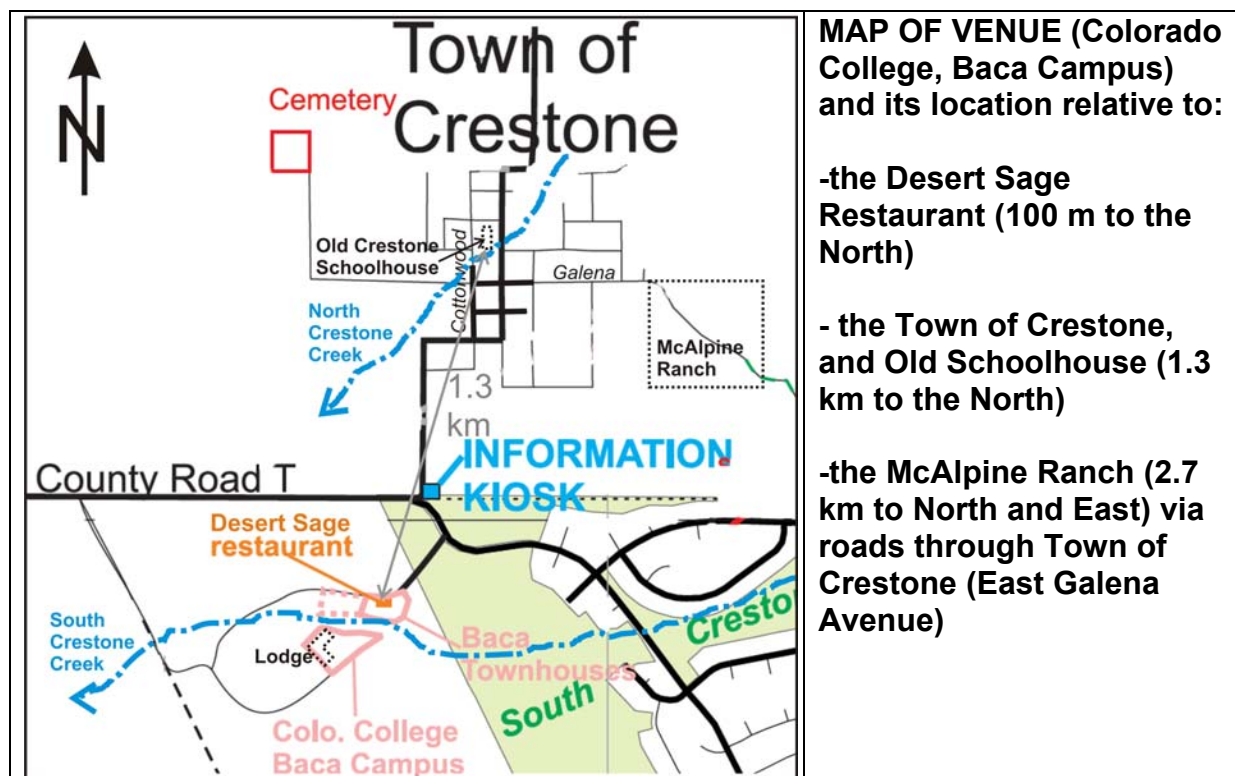 Town of
Crestone
N
Cemetery
Old Crestone
Schoolhouse
Cottonwood
Galena
North
Crestone
Creek
McAlpine
Ranch
1.3
km
INFORMATION
KIOSK
County Road T
Desert Sage
restaurant
South
Crestone
Creek
Lodge
Baca
Townhouses
Colo. College
Baca Campus
South
Cresto
MAP OF VENUE (Colorado
College, Baca Campus)
and its location relative to:
-the Desert Sage
Restaurant (100 m to the
North)
- the Town of Crestone,
and Old Schoolhouse (1.3
km to the North)
-the McAlpine Ranch (2.7
km to North and East) via
roads through Town of
Crestone (East Galena
Avenue)